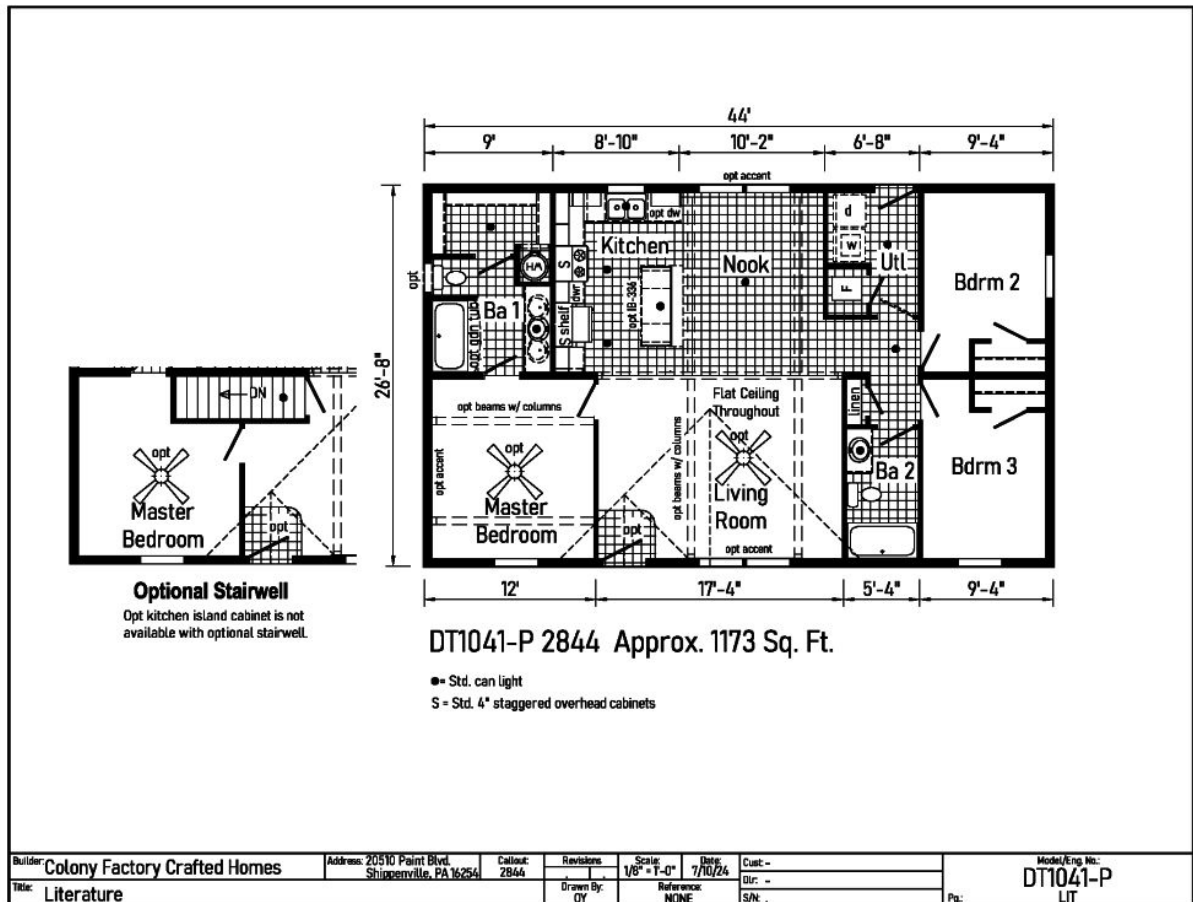 44'
9'
8'-10"
10'-2"
6'-8"
9'-4"
opt accent
26'-8"
opt
opt gdn tub
Ba 1
S
dwr
S shelf
Kitchen
opt dw
opt IB-336
Nook
d
W
F
Utl
Bdrm 2
Bdrm 3
linen
Ba 2
opt beams w/ columns
opt accent
opt
Master
Bedroom
opt
opt beams w/ columns
Flat Ceiling
Throughout
opt
Living
Room
opt accent
12'
17'-4"
5'-4"
9'-4"
DN
opt
Master
Bedroom
opt
Optional Stairwell
Opt kitchen island cabinet is not
available with optional stairwell.
DT1041-P 2844 Approx. 1173 Sq. Ft.
= Std. can light
S = Std. 4" staggered overhead cabinets
Builder: Colony Factory Crafted Homes
Address: 20510 Paint Blvd.
Shippenville, PA 16254
Callout:
2844
Revisions
Scale:
1/8" = 1'-0"
Date:
7/10/24
Cust: -
Dlr: -
S/N: .
Model/Eng. No.:
DT1041-P
Title: Literature
Drawn By:
OY
Reference:
NONE
Pg.: LIT